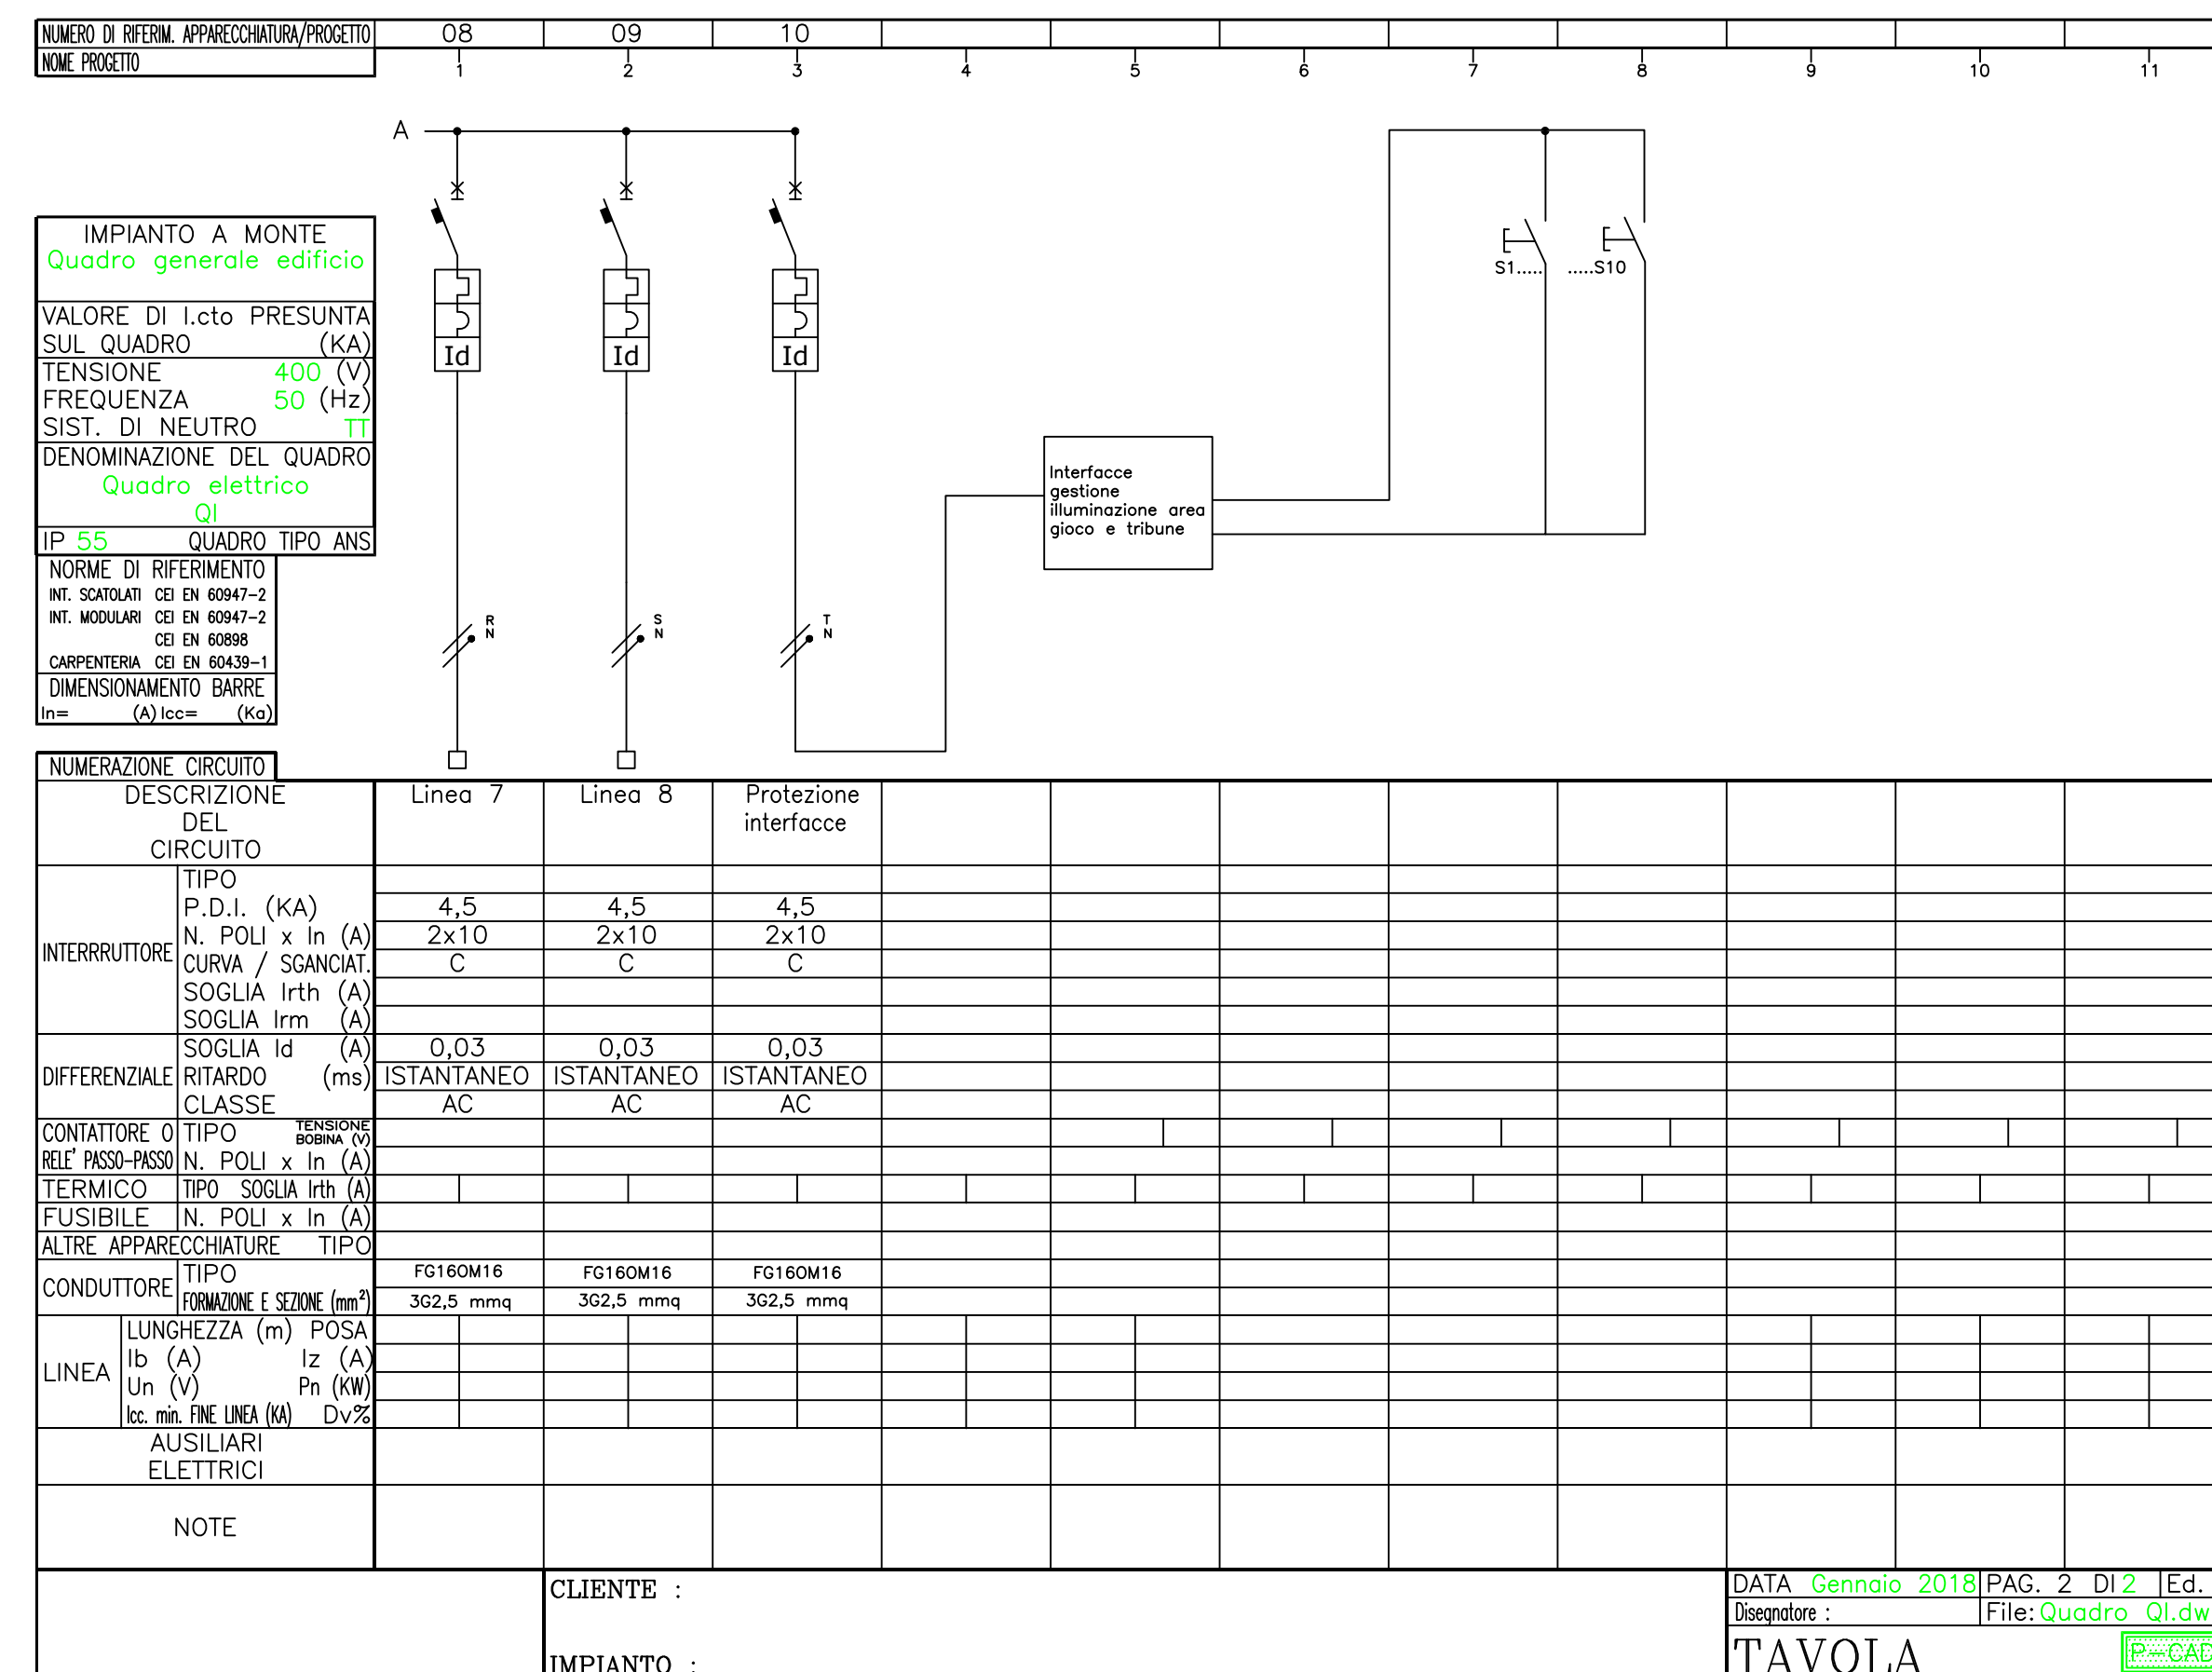 NUMERO DI RIFERIM. APPARECCHIATURA/PROGETTO 08 09 10
NOME PROGETTO 1 2 3 4 5 6 7 8 9 10 11
A
IMPIANTO A MONTE
Quadro generale edificio
VALORE DI I.cto PRESUNTA
SUL QUADRO (KA)
TENSIONE 400 (V)
FREQUENZA 50 (Hz)
SIST. DI NEUTRO TT
DENOMINAZIONE DEL QUADRO
Quadro elettrico
QI
IP 55 QUADRO TIPO ANS
NORME DI RIFERIMENTO
INT. SCATOLATI CEI EN 60947-2
INT. MODULARI CEI EN 60947-2
CEI EN 60898
CARPENTERIA CEI EN 60439-1
DIMENSIONAMENTO BARRE
In= (A) Icc= (Ka)
Id Id Id
R
N
S
N
T
N
Interfacce
gestione
illuminazione area
gioco e tribune
S1..... .....S10
NUMERAZIONE CIRCUITO
DESCRIZIONE
DEL
CIRCUITO
Linea 7 Linea 8 Protezione
interfacce
INTERRRUTTORE
TIPO
P.D.I. (KA) 4,5 4,5 4,5
N. POLI x In (A) 2x10 2x10 2x10
CURVA / SGANCIAT. C C C
SOGLIA Irth (A)
SOGLIA Irm (A)
DIFFERENZIALE
SOGLIA Id (A) 0,03 0,03 0,03
RITARDO (ms) ISTANTANEO ISTANTANEO ISTANTANEO
CLASSE AC AC AC
CONTATTORE O
RELE' PASSO-PASSO
TIPO TENSIONE
BOBINA (V)
N. POLI x In (A)
TERMICO TIPO SOGLIA Irth (A)
FUSIBILE N. POLI x In (A)
ALTRE APPARECCHIATURE TIPO
CONDUTTORE
TIPO FG16OM16 FG16OM16 FG16OM16
FORMAZIONE E SEZIONE (mm²) 3G2,5 mmq 3G2,5 mmq 3G2,5 mmq
LINEA
LUNGHEZZA (m) POSA
Ib (A) Iz (A)
Un (V) Pn (KW)
Icc. min. FINE LINEA (KA) Dv%
AUSILIARI
ELETTRICI
NOTE
CLIENTE :
IMPIANTO :
DATA Gennaio 2018 PAG. 2 DI 2 Ed.
Disegnatore : File: Quadro QI.dw
TAVOLA
P-CAD